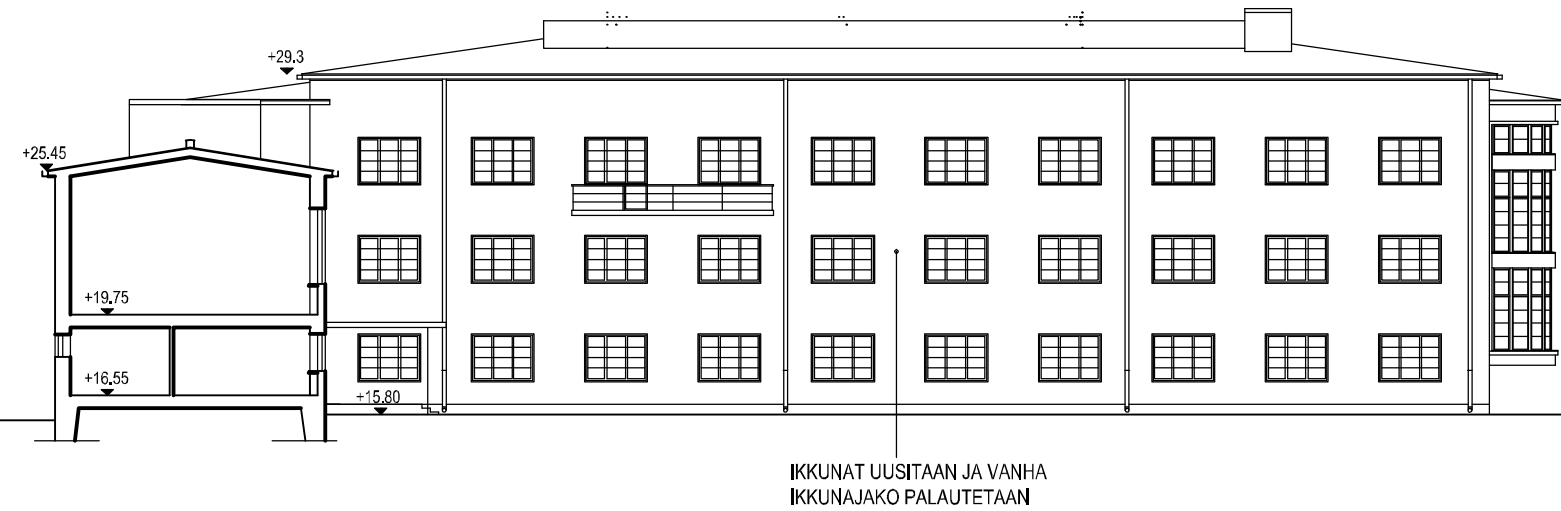 +29.3
+25.45
+19.75
+16.55
+15.80
IKKUNAT UUSITAAN JA VANHA
IKKUNAJAKO PALAUTETAAN